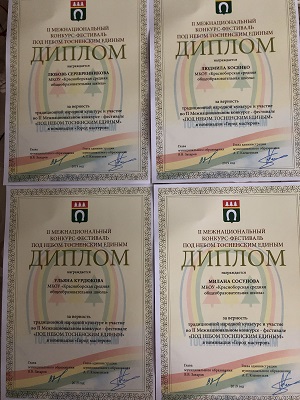 II МЕЖНАЦИОНАЛЬНЫЙ
КОНКУРС-ФЕСТИВАЛЬ
ПОД НЕБОМ ТОСНЕНСКИМ ЕДИНЫМ
ДИПЛОМ
награждается
ЛЮБОВЬ СЕРЕБРЯННИКОВА
МКОУ «Красноборская средняя
общеобразовательная школа»
за верность
традиционной народной культуре и участие
во II Межнациональном конкурсе - фестивале
«ПОД НЕБОМ ТОСНЕНСКИМ ЕДИНЫМ»
в номинации «Город мастеров»
II МЕЖНАЦИОНАЛЬНЫЙ
КОНКУРС-ФЕСТИВАЛЬ
ПОД НЕБОМ ТОСНЕНСКИМ ЕДИНЫМ
ДИПЛОМ
награждается
ЛЮДМИЛА
МКОУ «Красноборская средняя
общеобразовательная школа»
за верность
традиционной народной культуре и участие
во II Межнациональном конкурсе - фестивале
«ПОД НЕБОМ ТОСНЕНСКИМ ЕДИНЫМ»
в номинации «Город мастеров»
II МЕЖНАЦИОНАЛЬНЫЙ
КОНКУРС-ФЕСТИВАЛЬ
ПОД НЕБОМ ТОСНЕНСКИМ ЕДИНЫМ
ДИПЛОМ
награждается
УЛЬЯНА
МКОУ «Красноборская средняя
общеобразовательная школа»
за верность
традиционной народной культуре и участие
во II Межнациональном конкурсе - фестивале
«ПОД НЕБОМ ТОСНЕНСКИМ ЕДИНЫМ»
в номинации «Город мастеров»
II МЕЖНАЦИОНАЛЬНЫЙ
КОНКУРС-ФЕСТИВАЛЬ
ПОД НЕБОМ ТОСНЕНСКИМ ЕДИНЫМ
ДИПЛОМ
награждается
МИЛАНА СОСУНОВА
МКОУ «Красноборская средняя
общеобразовательная школа»
за верность
традиционной народной культуре и участие
во II Межнациональном конкурсе - фестивале
«ПОД НЕБОМ ТОСНЕНСКИМ ЕДИНЫМ»
в номинации «Город мастеров»